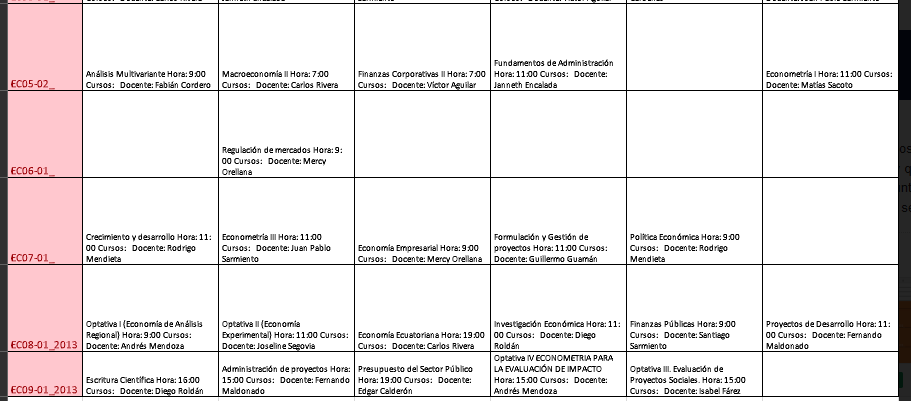 €C05-02_
Análisis Multivariante Hora: 9:00
Cursos: Docente: Fabián Cordero
Macroeconomía II Hora: 7:00
Cursos: Docente: Carlos Rivera
Finanzas Corporativas II Hora: 7:00
Cursos: Docente: Victor Aguilar
Fundamentos de Administración
Hora: 11:00 Cursos: Docente:
Janneth Encalada
Econometría I Hora: 11:00 Cursos:
Docente: Matías Sacoto
€C06-01_
Regulación de mercados Hora: 9:
00 Cursos: Docente: Mercy
Orellana
€C07-01_
Crecimiento y desarrollo Hora: 11:
00 Cursos: Docente: Rodrigo
Mendieta
Econometría III Hora: 11:00
Cursos: Docente: Juan Pablo
Sarmiento
Economía Empresarial Hora: 9:00
Cursos: Docente: Mercy Orellana
Formulación y Gestión de
proyectos Hora: 11:00 Cursos:
Docente: Guillermo Guamán
Política Económica Hora: 9:00
Cursos: Docente: Rodrigo
Mendieta
€C08-01_2013
Optativa I (Economía de Análisis
Regional) Hora: 9:00 Cursos:
Docente: Andrés Mendoza
Optativa II (Economía
Experimental) Hora: 11:00 Cursos:
Docente: Joseline Segovia
Economía Ecuatoriana Hora: 19:00
Cursos: Docente: Carlos Rivera
Investigación Económica Hora: 11:
00 Cursos: Docente: Diego
Roldán
Finanzas Públicas Hora: 9:00
Cursos: Docente: Santiago
Sarmiento
Proyectos de Desarrollo Hora: 11:
00 Cursos: Docente: Fernando
Maldonado
€C09-01_2013
Escritura Científica Hora: 16:00
Cursos: Docente: Diego Roldán
Administración de proyectos Hora:
15:00 Cursos: Docente: Fernando
Maldonado
Presupuesto del Sector Público
Hora: 19:00 Cursos: Docente:
Edgar Calderón
Optativa IV ECONOMETRIA PARA
LA EVALUACIÓN DE IMPACTO
Hora: 15:00 Cursos: Docente:
Andrés Mendoza
Optativa III. Evaluación de
Proyectos Sociales. Hora: 15:00
Cursos: Docente: Isabel Fárez